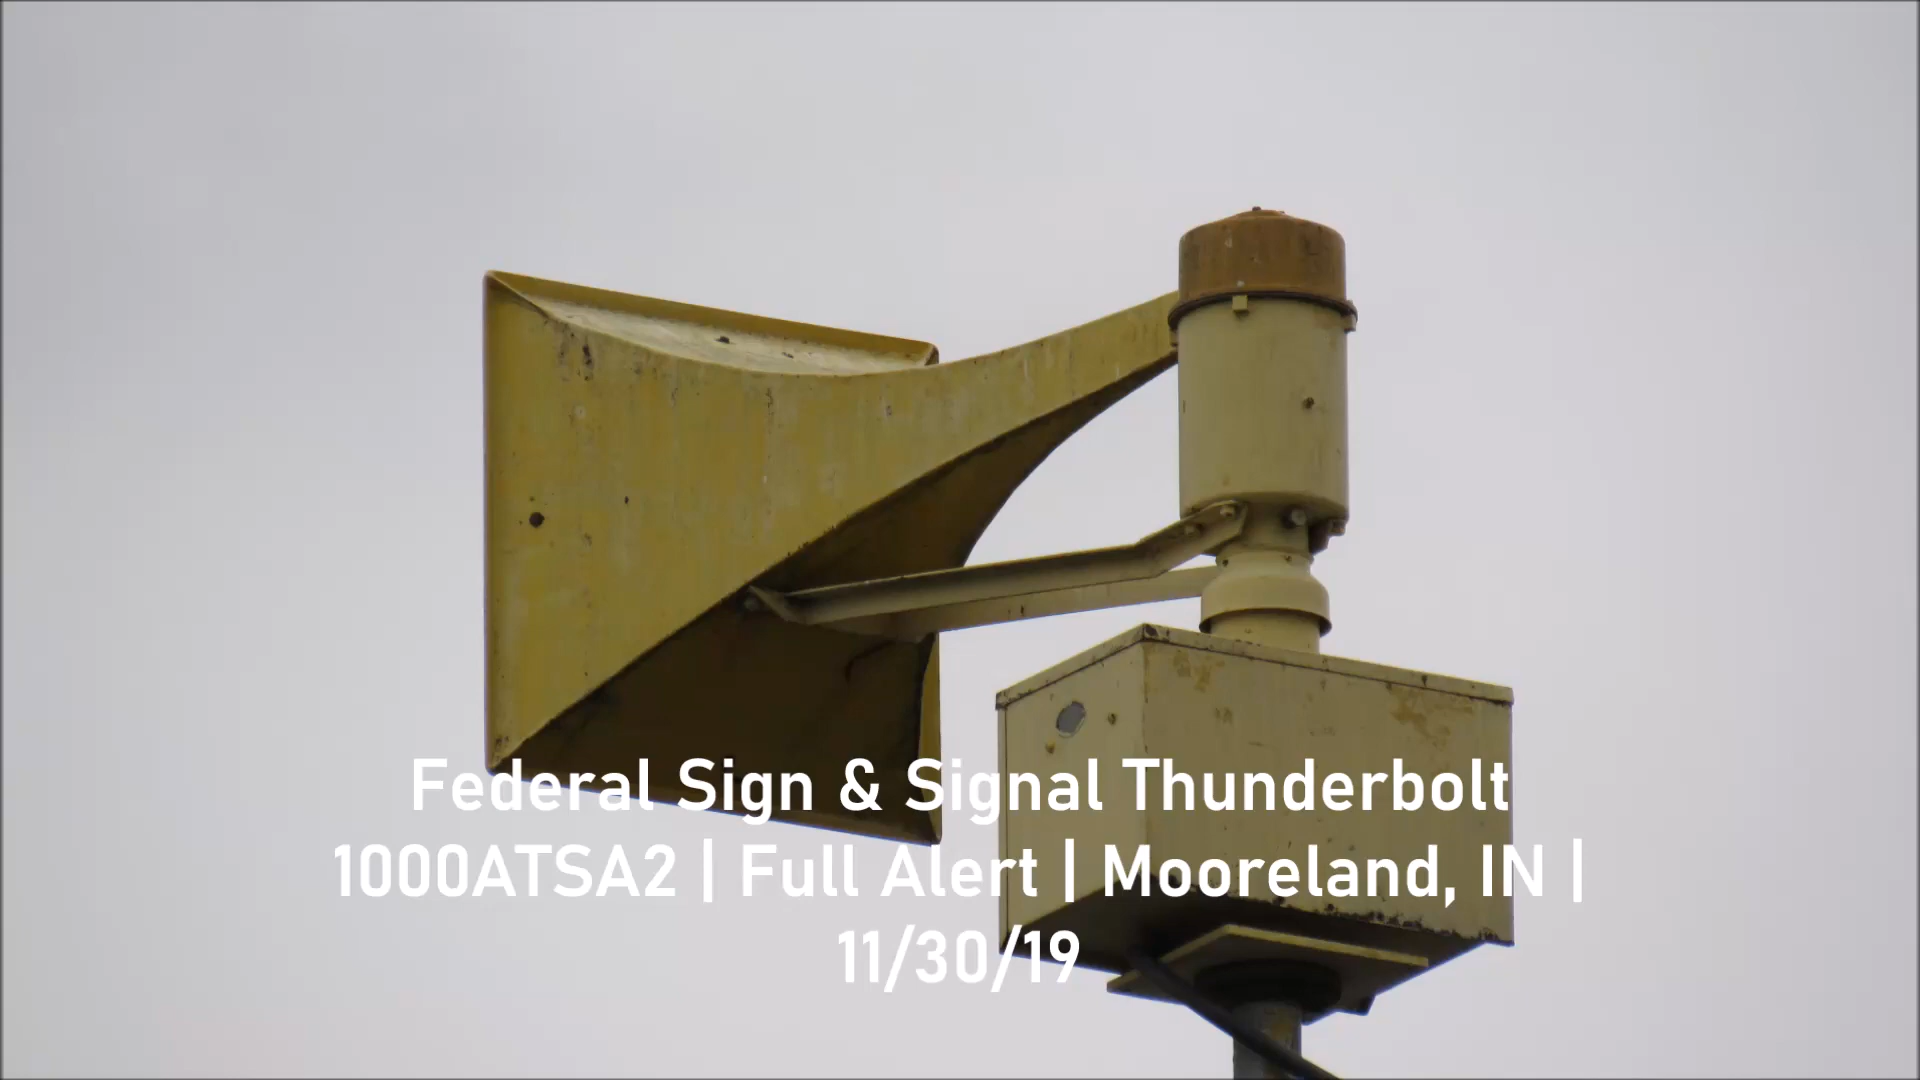 Federal Sign & Signal Thunderbolt
1000ATSA2 | Full Alert | Mooreland, IN |
11/30/19